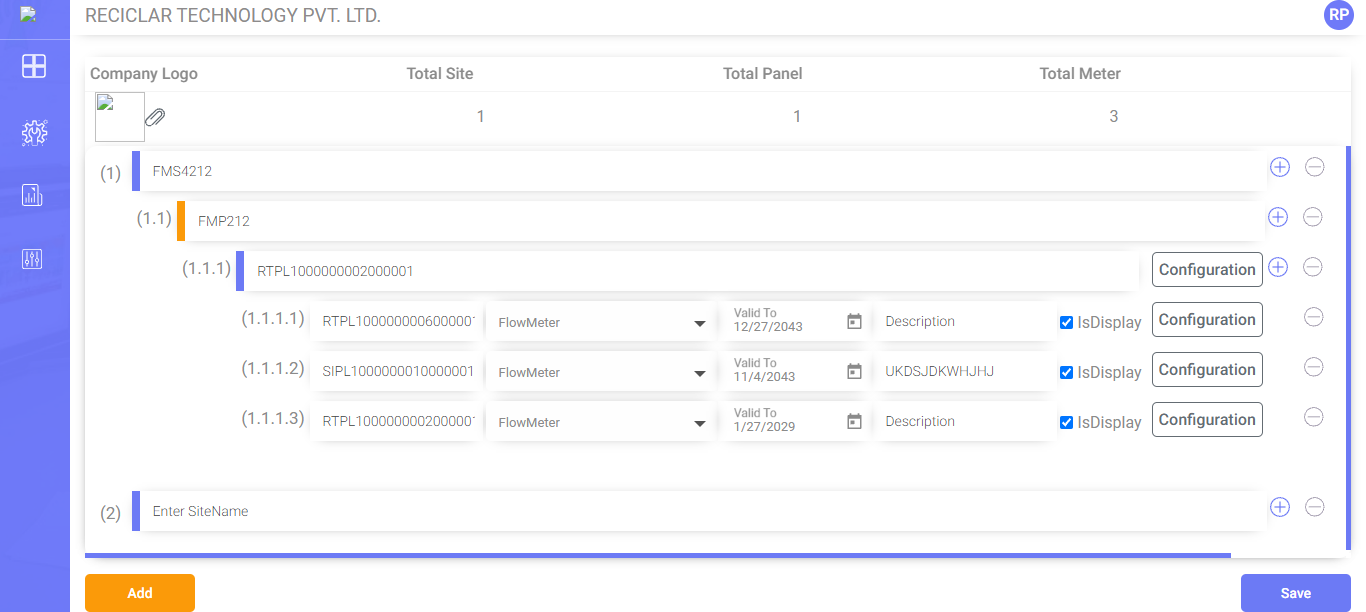 RECICLAR TECHNOLOGY PVT. LTD.
RP
Company Logo Total Site Total Panel Total Meter
1 1 3
(1) FMS4212
(1.1) FMP212
(1.1.1) RTPL1000000002000001 Configuration
(1.1.1.1) RTPL100000000600000 FlowMeter Valid To 12/27/2043 Description IsDisplay Configuration
(1.1.1.2) SIPL1000000010000001 FlowMeter Valid To 11/4/2043 UKDSJDKWHJHJ IsDisplay Configuration
(1.1.1.3) RTPL100000000200000 FlowMeter Valid To 1/27/2029 Description IsDisplay Configuration
(2) Enter SiteName
Add Save